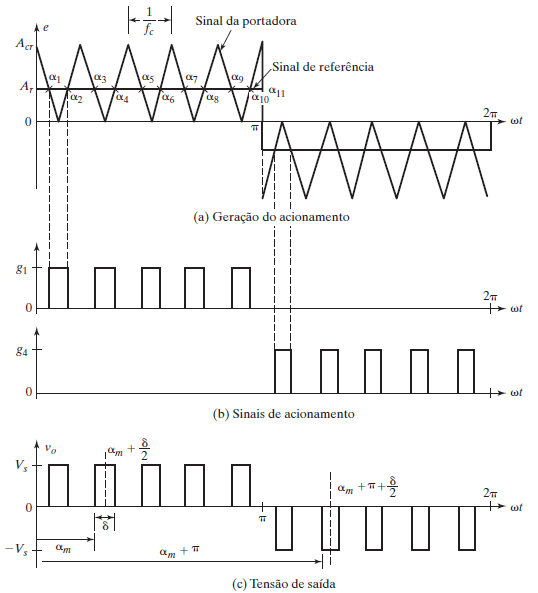 e
1/f_c
Sinal da portadora
A_cr
Sinal de referência
α1 α3 α5 α7 α9
A_r
α2 α4 α6 α8 α10 α11
0
π
2π
ωt
(a) Geração do acionamento
g1
0
2π
ωt
g4
0
ωt
(b) Sinais de acionamento
v_o
α_m + δ/2
V_s
α_m + π + δ/2
0
π
2π
ωt
δ
−V_s
α_m
α_m + π
(c) Tensão de saída